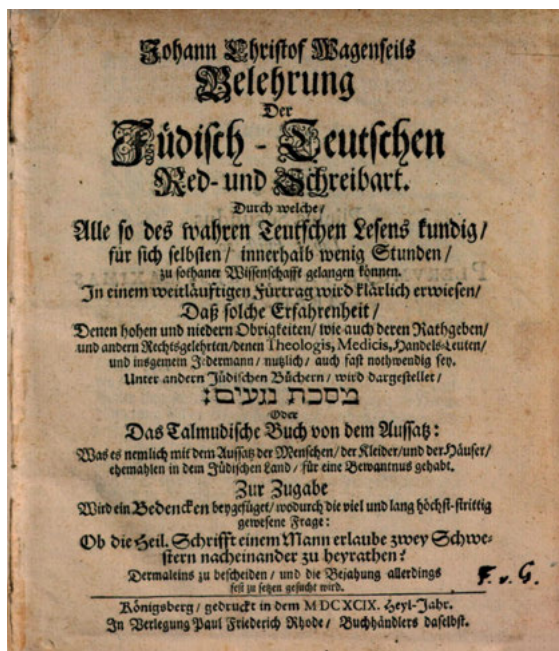 Johann Christof Wagenseils
Belehrung
Der
Jüdisch-Teutschen
Red- und Schreibart.
Durch welche/
Alle so des wahren Teutschen Lesens kundig/
für sich selbsten/ innerhalb wenig Stunden/
zu sothaner Wissenschafft gelangen können.
In einem weitläuftigen Fürtrag wird klärlich erwiesen/
Daß solche Erfahrenheit/
Denen hohen und niedern Obrigkeiten/ wie auch deren Rathgeben/
und andern Rechtsgelehrten/denen Theologis, Medicis, Handels-Leuten/
und insgemein Jedermann/ nutzlich/ auch fast nothwendig sey.
Unter andern Jüdischen Büchern/ wird dargestellet/
מסכת נגעים:
Oder
Das Talmudische Buch von dem Aussatz:
Was es nemlich mit dem Aussatz der Menschen/ der Kleider/ und der Häuser/
ehemahlen in dem Jüdischen Land/ für eine Bewantnus gehabt.
Zur Zugabe
Wird ein Bedencken beygefüget/ wodurch die viel und lang höchst-strittig
gewesene Frage:
Ob die Heil. Schrifft einem Mann erlaube zwey Schwe-
stern nacheinander zu heyrathen?
Dermaleins zu bescheiden/ und die Bejahung allerdings
fest zu setzen gesucht wird.
F. v. G.
Königsberg/ gedruckt in dem MDCXCIX. Heyl-Jahr.
In Verlegung Paul Friederich Rhode/ Buchhändlers daselbst.